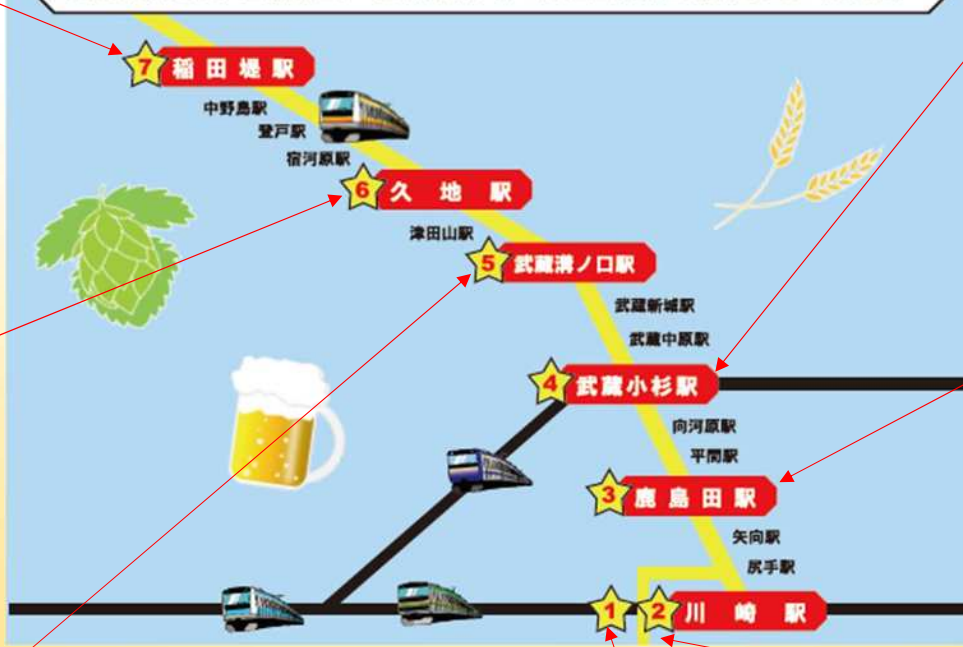 7 稲田堤駅
中野島駅
登戸駅
宿河原駅
6 久地駅
津田山駅
5 武蔵溝ノ口駅
武蔵新城駅
武蔵中原駅
4 武蔵小杉駅
向河原駅
平間駅
3 鹿島田駅
矢向駅
尻手駅
1 2 川崎駅